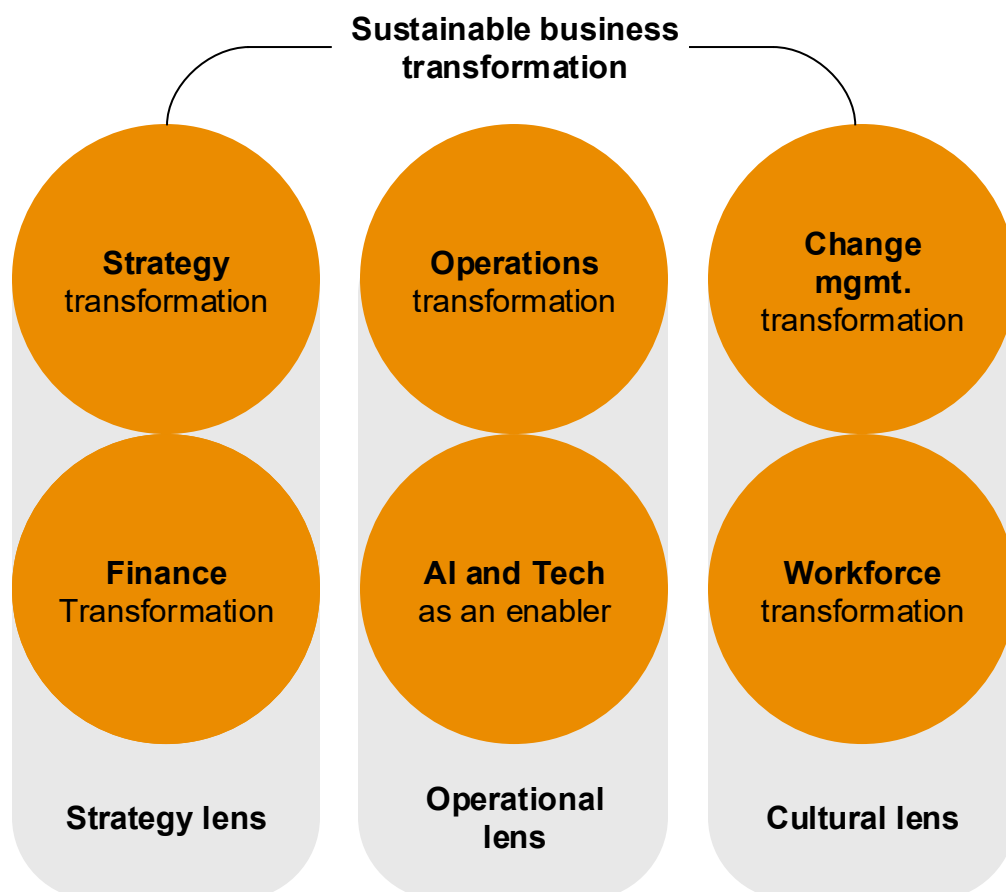 Sustainable business
transformation
Strategy
transformation
Operations
transformation
Change
mgmt.
transformation
Finance
Transformation
AI and Tech
as an enabler
Workforce
transformation
Strategy lens
Operational
lens
Cultural lens